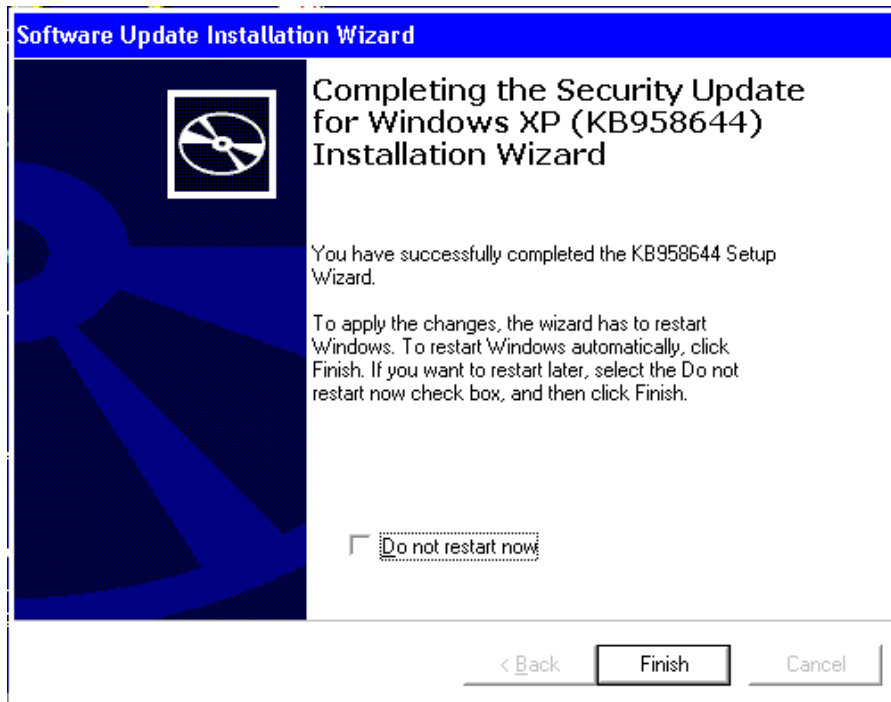 Software Update Installation Wizard
Completing the Security Update
for Windows XP (KB958644)
Installation Wizard
You have successfully completed the KB958644 Setup
Wizard.
To apply the changes, the wizard has to restart
Windows. To restart Windows automatically, click
Finish. If you want to restart later, select the Do not
restart now check box, and then click Finish.
Do not restart now
< Back Finish Cancel